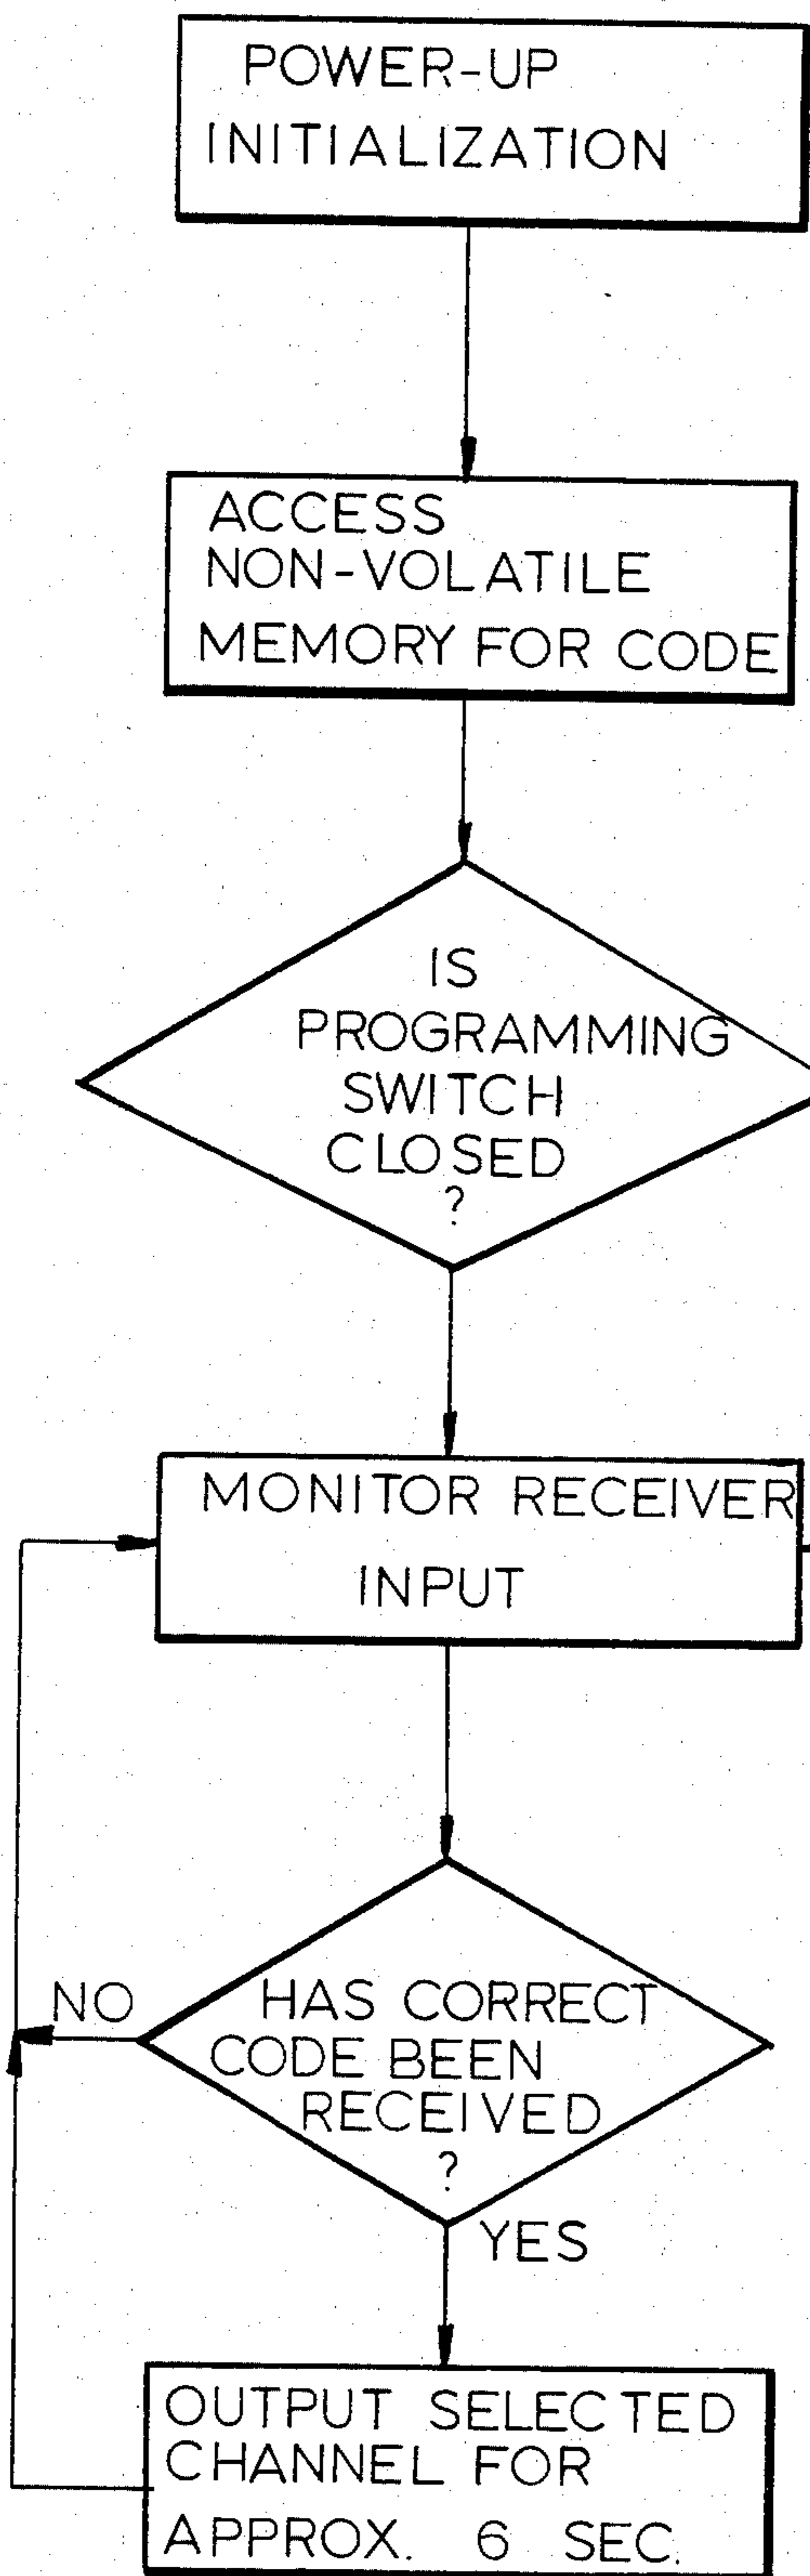 POWER-UP
INITIALIZATION
ACCESS
NON-VOLATILE
MEMORY FOR CODE
IS
PROGRAMMING
SWITCH
CLOSED
?
MONITOR RECEIVER
INPUT
NO
HAS CORRECT
CODE BEEN
RECEIVED
?
YES
OUTPUT SELECTED
CHANNEL FOR
APPROX. 6 SEC.